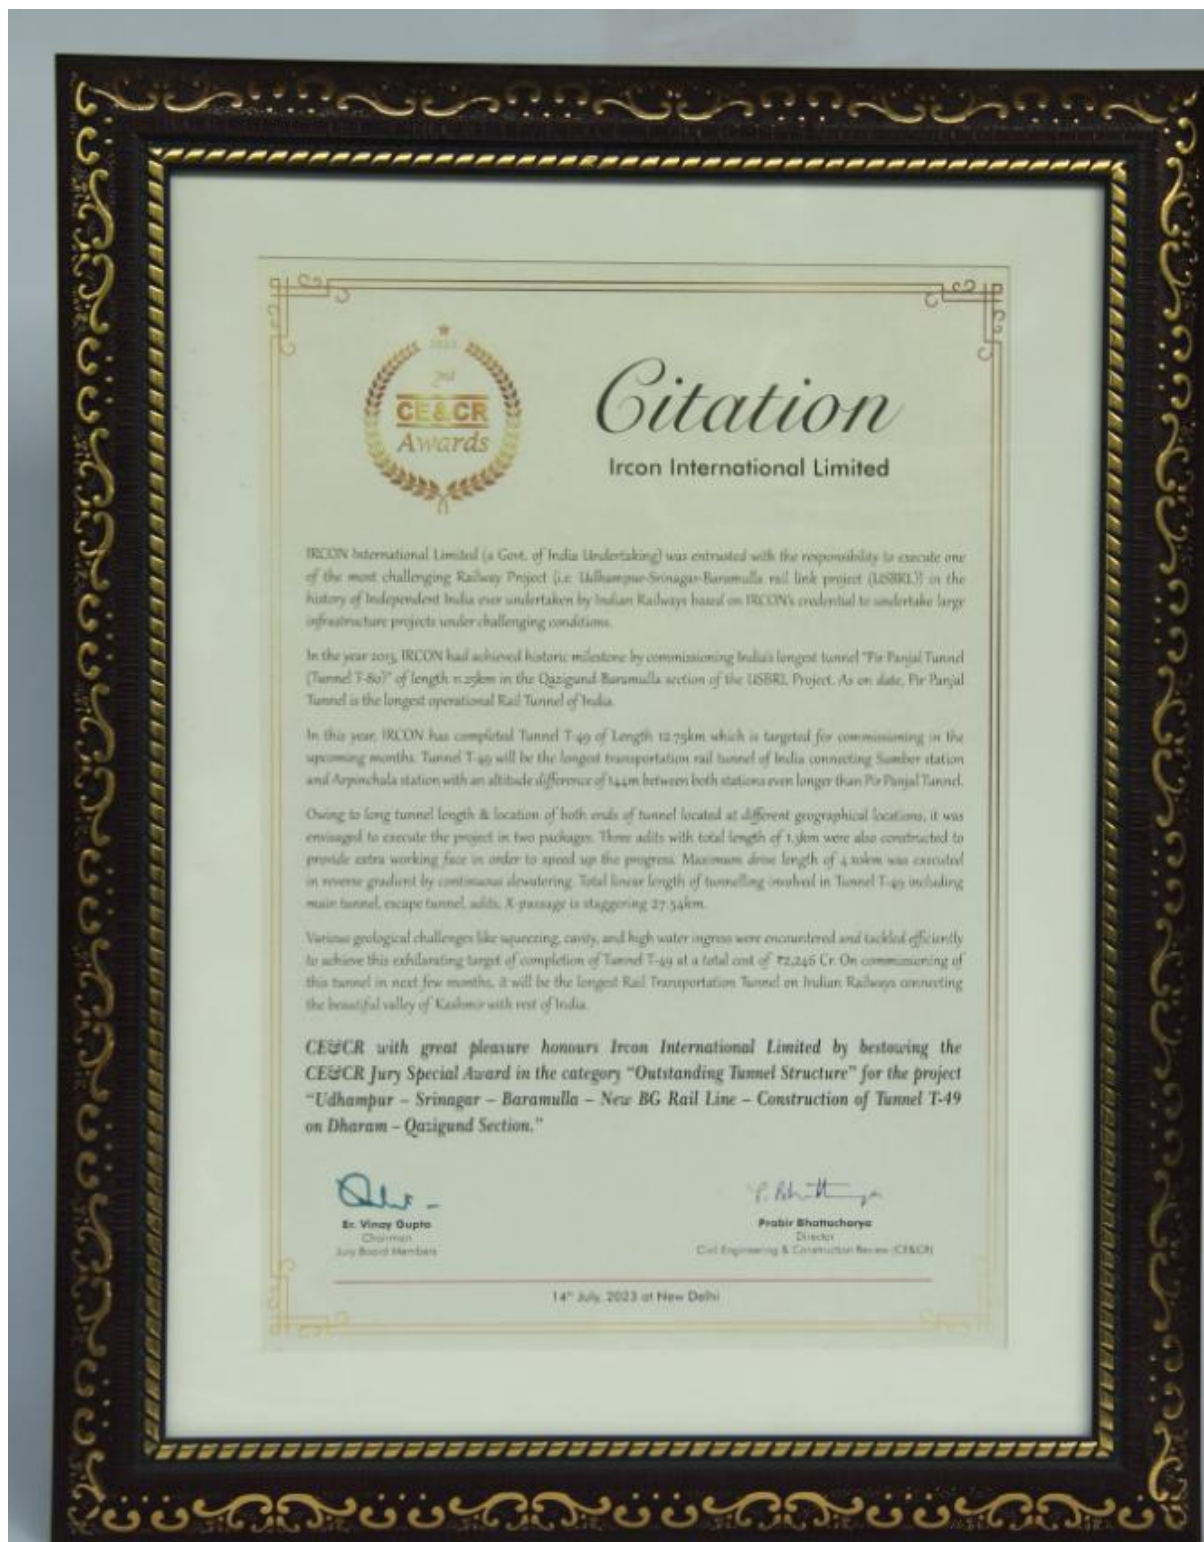 2023
2nd
CE&CR
Awards
Citation
Ircon International Limited
IRCON International Limited (a Govt. of India Undertaking) was entrusted with the responsibility to execute one
of the most challenging Railway Project (i.e. Udhampur-Srinagar-Baramulla rail link project (USBRL)) in the
history of Independent India ever undertaken by Indian Railways based on IRCON's credential to undertake large
infrastructure projects under challenging conditions.
In the year 2013, IRCON had achieved historic milestone by commissioning India's longest tunnel "Pir Panjal Tunnel
(Tunnel T-80)" of length 11.25km in the Qazigund-Baramulla section of the USBRL Project. As on date, Pir Panjal
Tunnel is the longest operational Rail Tunnel of India.
In this year, IRCON has completed Tunnel T-49 of Length 12.75km which is targeted for commissioning in the
upcoming months. Tunnel T-49 will be the longest transportation rail tunnel of India connecting Sumber station
and Arpinchala station with an altitude difference of 144m between both stations even longer than Pir Panjal Tunnel.
Owing to long tunnel length & location of both ends of tunnel located at different geographical locations, it was
envisaged to execute the project in two packages. Three adits with total length of 1.3km were also constructed to
provide extra working face in order to speed up the progress. Maximum drive length of 4.10km was executed
in reverse gradient by continuous dewatering. Total linear length of tunnelling involved in Tunnel T-49 including
main tunnel, escape tunnel, adits, X-passage is staggering 27.54km.
Various geological challenges like squeezing, cavity, and high water ingress were encountered and tackled efficiently
to achieve this exhilarating target of completion of Tunnel T-49 at a total cost of ₹2,246 Cr. On commissioning of
this tunnel in next few months, it will be the longest Rail Transportation Tunnel on Indian Railways connecting
the beautiful valley of Kashmir with rest of India.
CE&CR with great pleasure honours Ircon International Limited by bestowing the
CE&CR Jury Special Award in the category "Outstanding Tunnel Structure" for the project
"Udhampur – Srinagar – Baramulla – New BG Rail Line – Construction of Tunnel T-49
on Dharam – Qazigund Section."
P. Bhattacharya
Er. Vinay Gupta
Chairman
Jury Board Members
Prabir Bhattacharya
Director
Civil Engineering & Construction Review (CE&CR)
14th July, 2023 at New Delhi